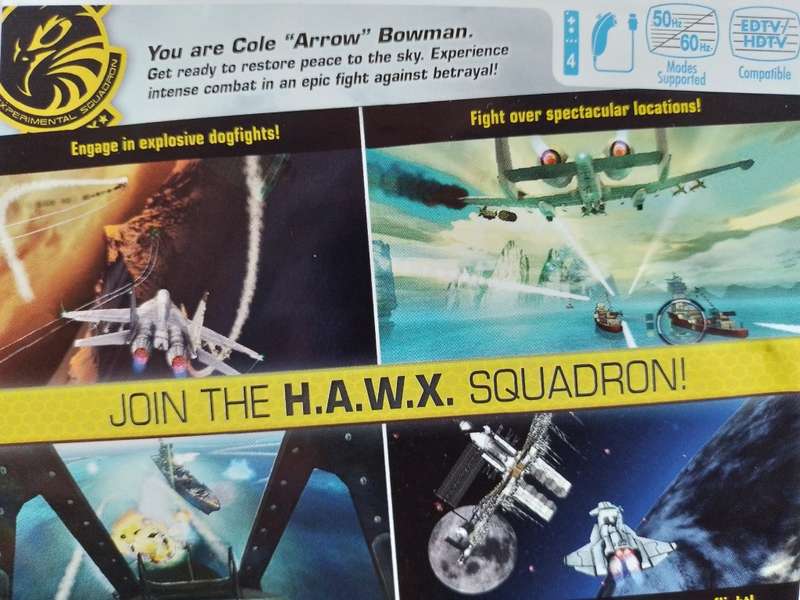 You are Cole "Arrow" Bowman.
Get ready to restore peace to the sky. Experience
intense combat in an epic fight against betrayal!
EXPERIMENTAL SQUADRON
4
50Hz
60Hz
Modes
Supported
EDTV/
HDTV
Compatible
Engage in explosive dogfights!
Fight over spectacular locations!
JOIN THE H.A.W.X. SQUADRON!
flight!